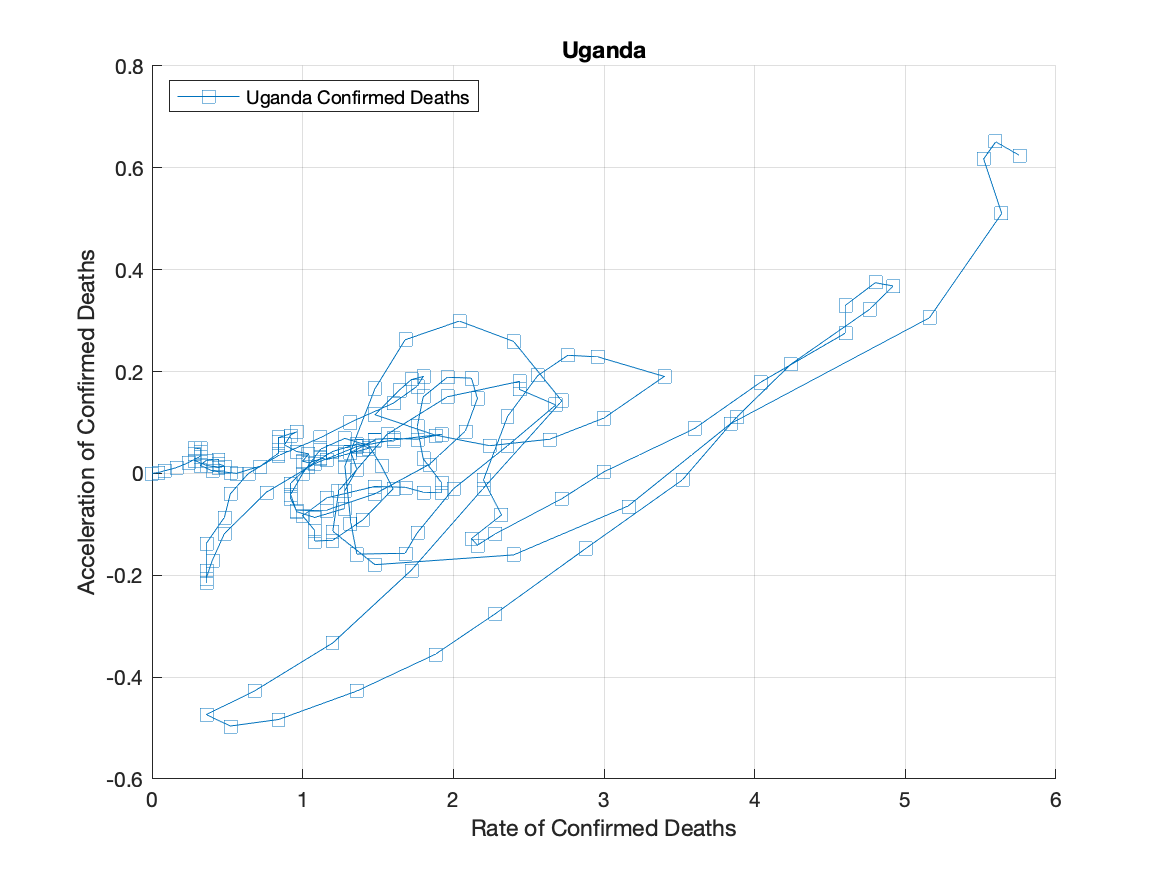 Uganda
Uganda Confirmed Deaths
0.8
0.6
0.4
0.2
0
-0.2
-0.4
-0.6
Acceleration of Confirmed Deaths
0 1 2 3 4 5 6
Rate of Confirmed Deaths